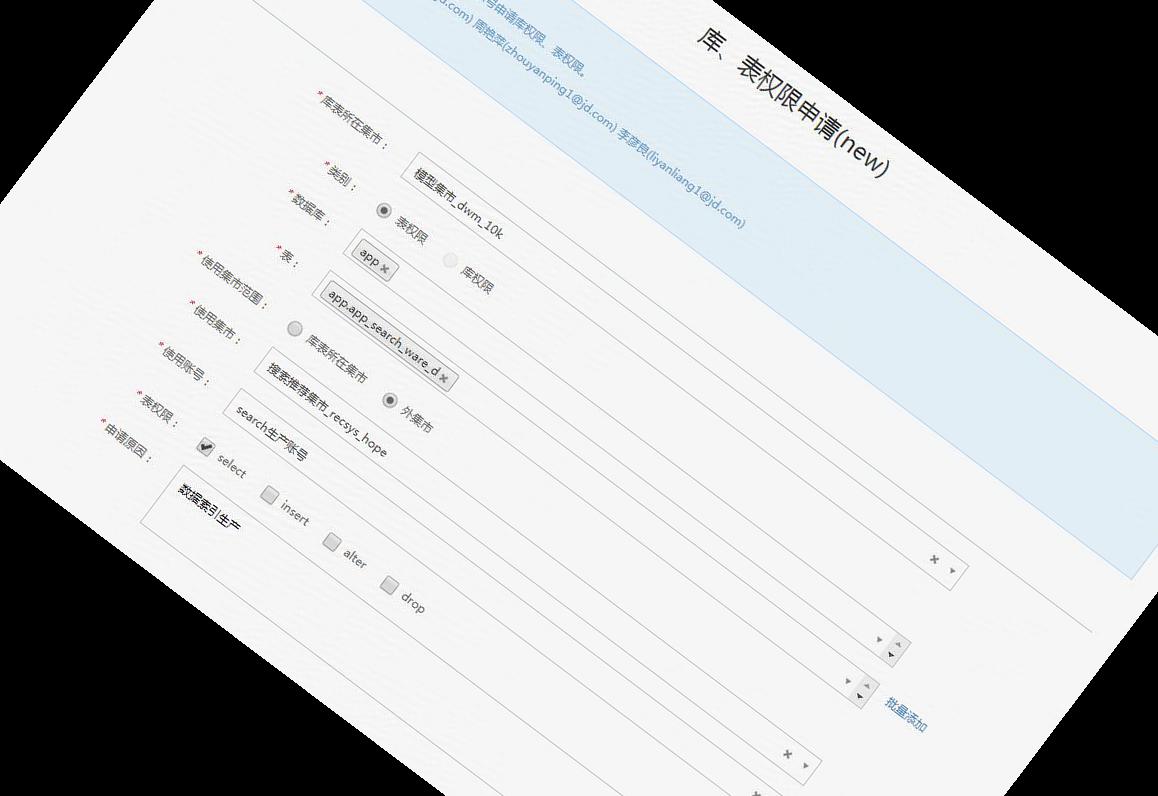 库、表权限申请(new)
号申请库权限、表权限。
jd.com) 周艳萍(zhouyanping1@jd.com) 李彦良(liyanliang1@jd.com)
*库表所在集市： 模型集市_dwm_10k
*类别： 表权限 库权限
*数据库： app
*表： app.app_search_ware_d 批量添加
*使用集市范围： 库表所在集市 外集市
*使用集市： 搜索推荐集市_recsys_hope
*使用账号： search生产账号
*表权限： select insert alter drop
*申请原因： 数据索引生产